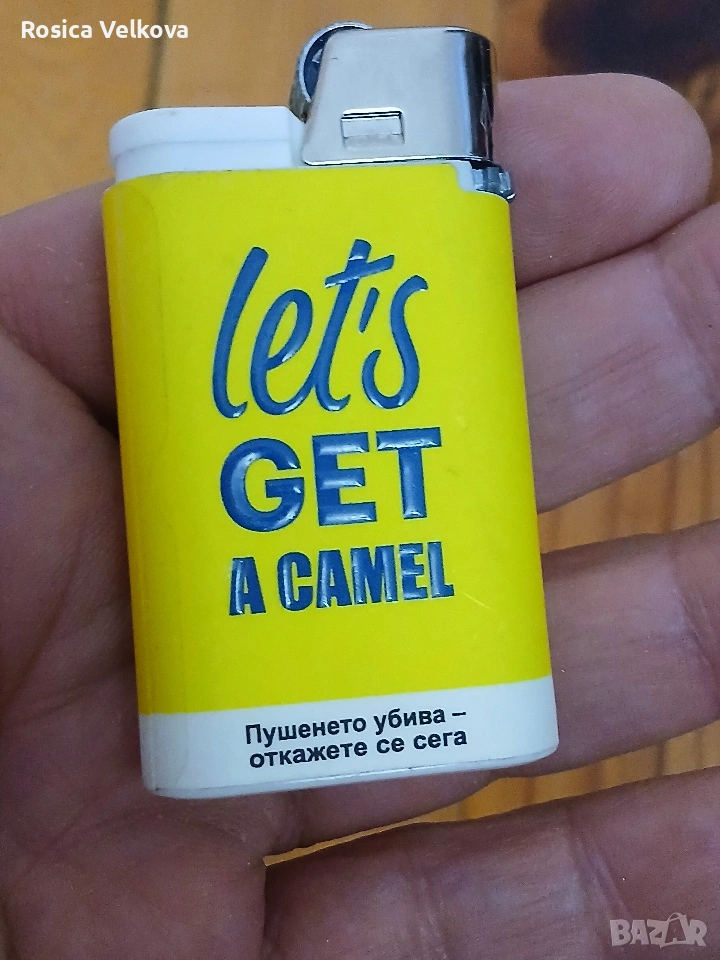 Rosica Velkova
let's
GET
A CAMEL
Пушенето убива –
откажете се сега
BAZAR